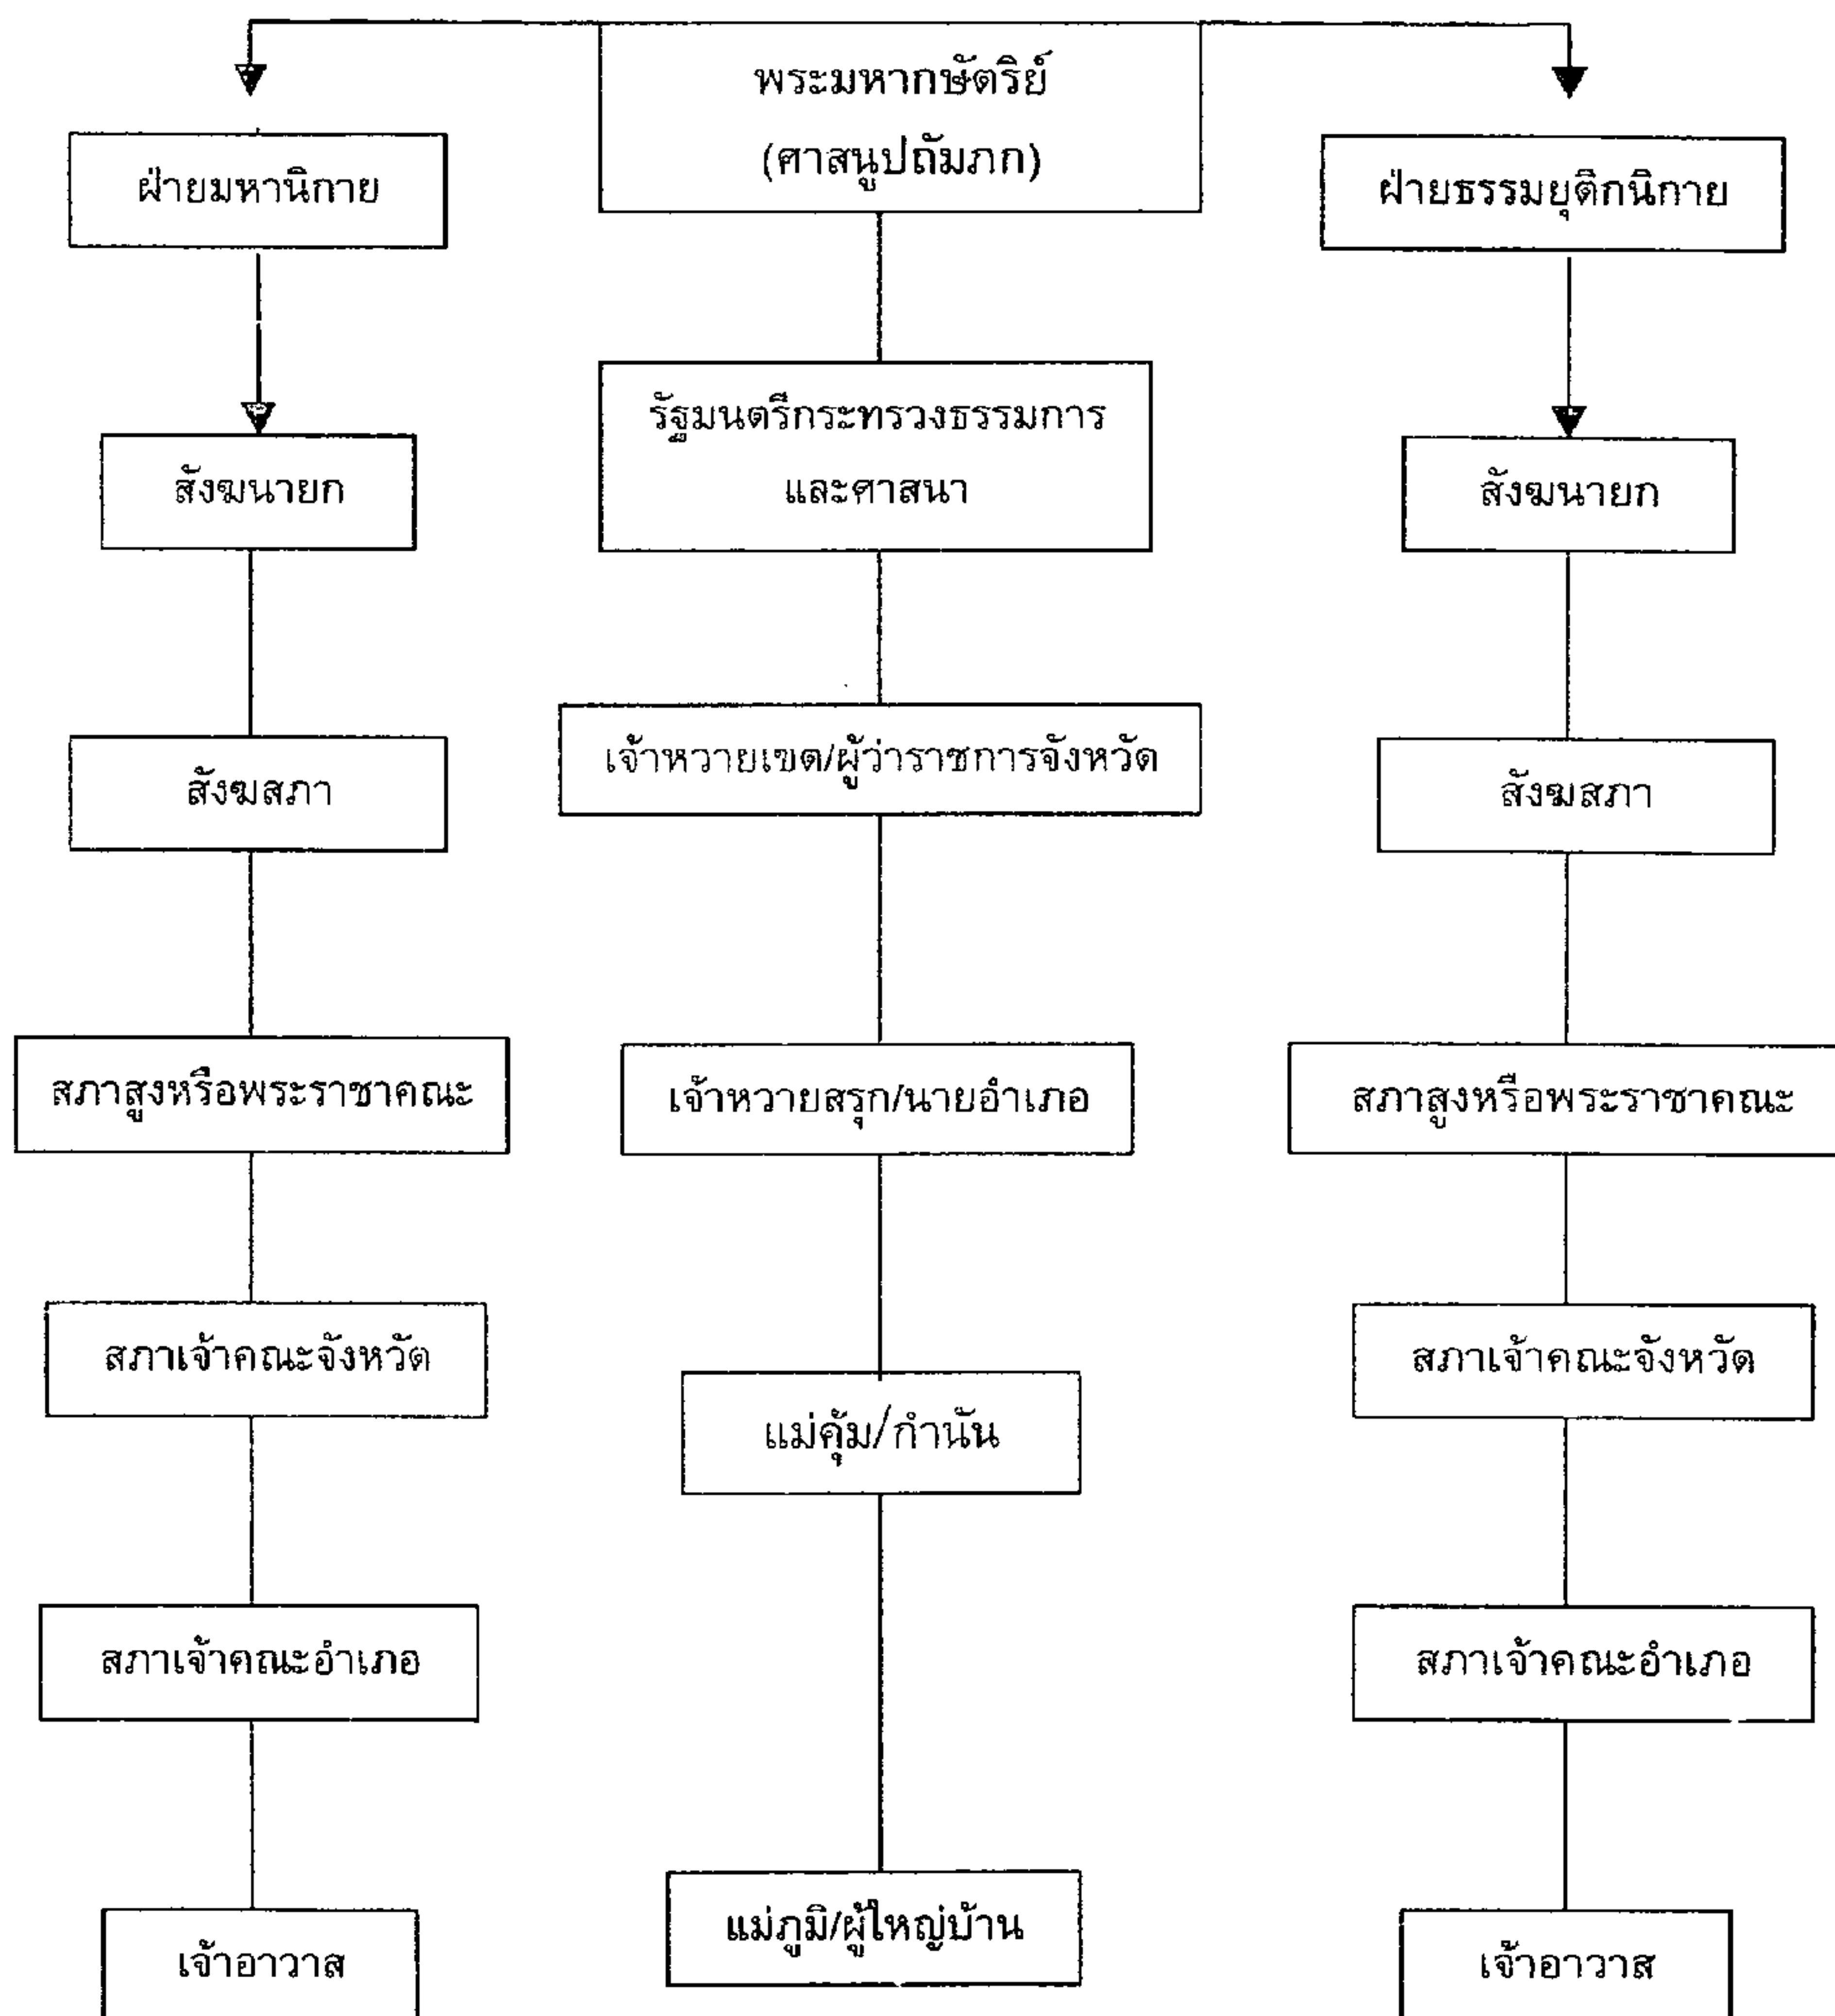 พระมหากษัตริย์
(ศาสนูปถัมภก)
ฝ่ายมหานิกาย
ฝ่ายธรรมยุติกนิกาย
รัฐมนตรีกระทรวงธรรมการ
และศาสนา
สังฆนายก
สังฆนายก
เจ้าหวายเขต/ผู้ว่าราชการจังหวัด
สังฆสภา
สังฆสภา
สภาสูงหรือพระราชาคณะ
เจ้าหวายสรุก/นายอำเภอ
สภาสูงหรือพระราชาคณะ
สภาเจ้าคณะจังหวัด
สภาเจ้าคณะจังหวัด
แม่คุ้ม/กำนัน
สภาเจ้าคณะอำเภอ
สภาเจ้าคณะอำเภอ
แม่ภูมิ/ผู้ใหญ่บ้าน
เจ้าอาวาส
เจ้าอาวาส